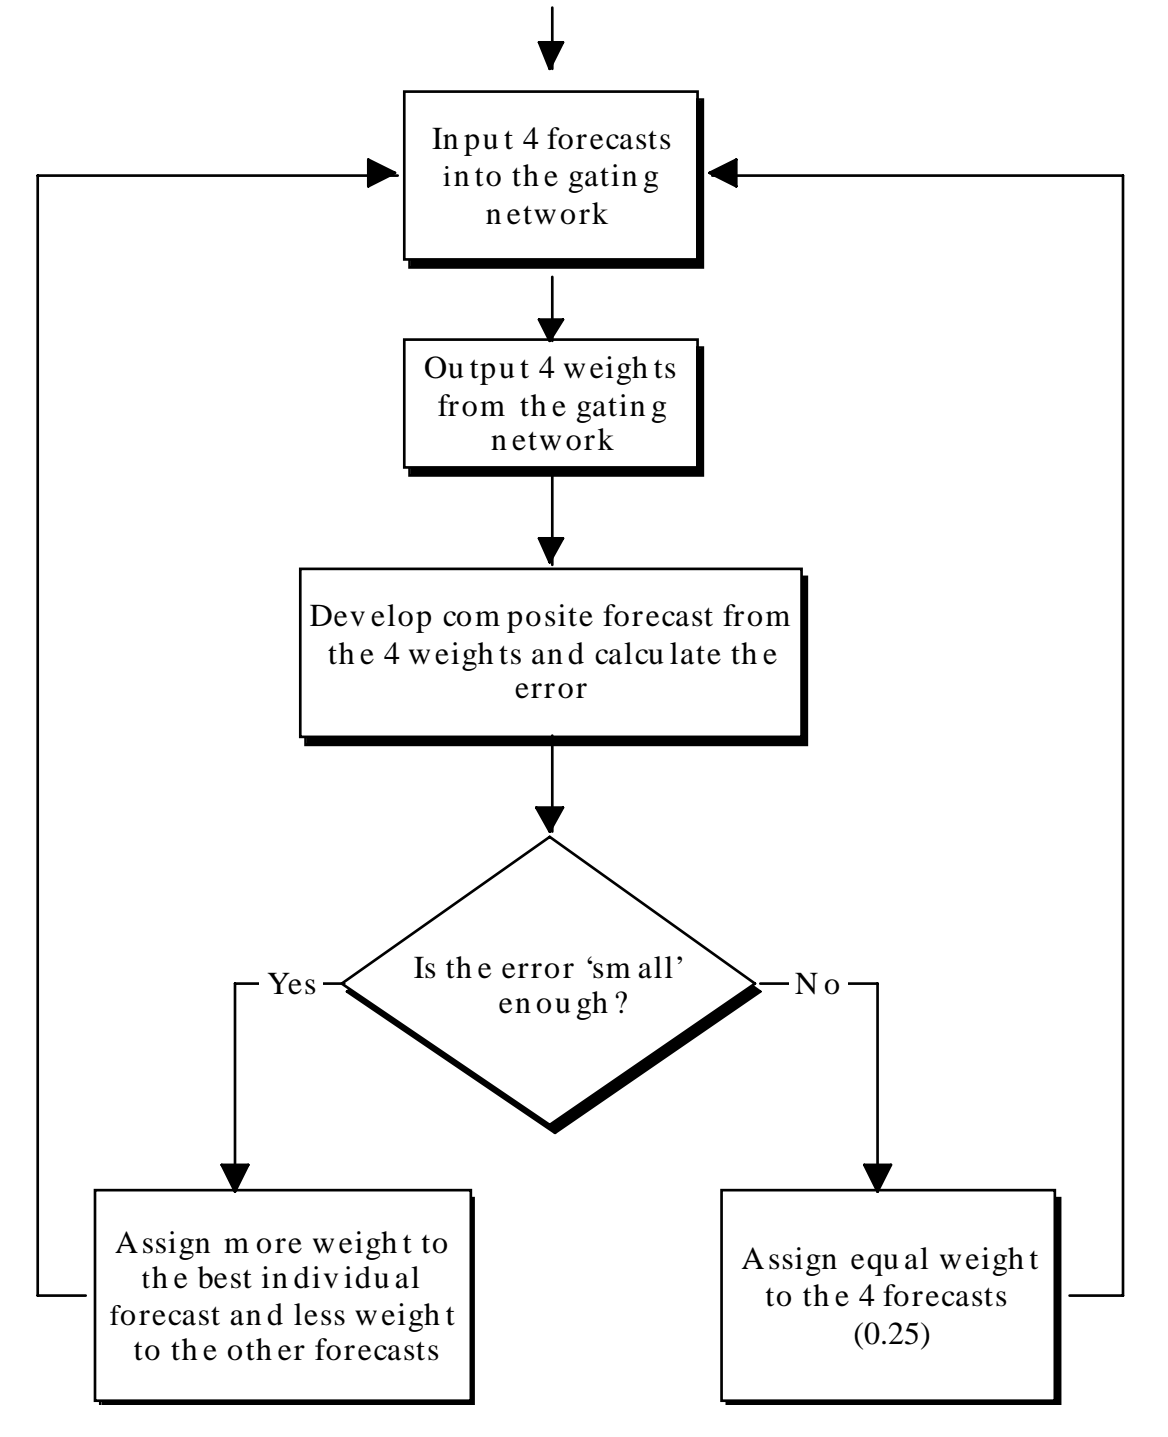 Input 4 forecasts
into the gating
network
Output 4 weights
from the gating
network
Develop composite forecast from
the 4 weights and calculate the
error
Is the error ‘small’
enough?
Yes
No
Assign more weight to
the best individual
forecast and less weight
to the other forecasts
Assign equal weight
to the 4 forecasts
(0.25)